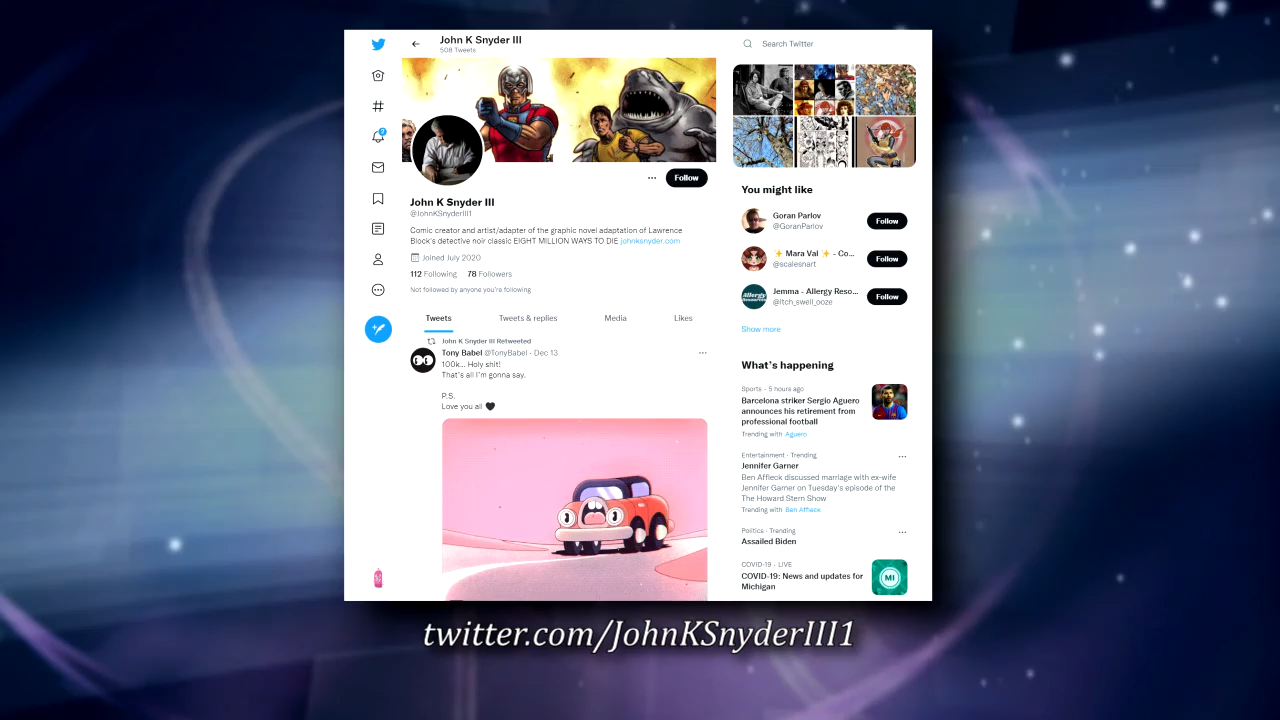 John K Snyder III
508 Tweets
Search Twitter
7
Follow
John K Snyder III
@JohnKSnyderIII1
Comic creator and artist/adapter of the graphic novel adaptation of Lawrence
Block's detective noir classic EIGHT MILLION WAYS TO DIE johnksnyder.com
Joined July 2020
112 Following 78 Followers
Not followed by anyone you're following
Tweets Tweets & replies Media Likes
John K Snyder III Retweeted
Tony Babel @TonyBabel · Dec 13
100k... Holy shit!
That's all I'm gonna say.
P.S.
Love you all 🖤
You might like
Goran Parlov
@GoranParlov
Follow
✨ Mara Val ✨ - Co...
@scalesnart
Follow
Allergy
Resources
Jemma - Allergy Reso...
@itch_swell_ooze
Follow
Show more
What's happening
Sports · 5 hours ago
Barcelona striker Sergio Aguero
announces his retirement from
professional football
Trending with Aguero
Entertainment · Trending
Jennifer Garner
Ben Affleck discussed marriage with ex-wife
Jennifer Garner on Tuesday's episode of the
The Howard Stern Show
Trending with Ben Affleck
Politics · Trending
Assailed Biden
COVID-19 · LIVE
COVID-19: News and updates for
Michigan
MI
twitter.com/JohnKSnyderIII1